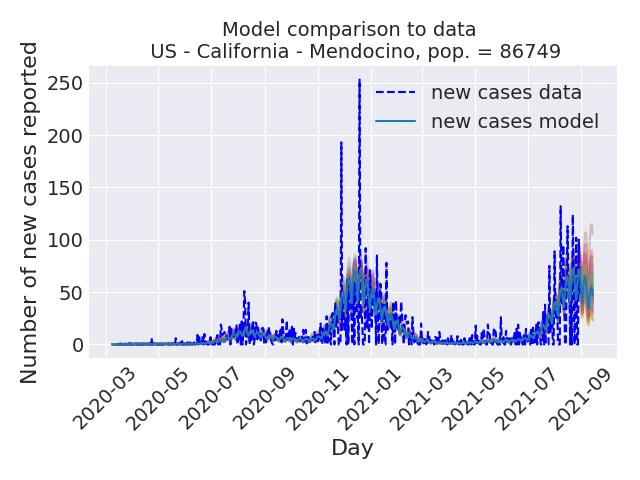 Model comparison to data
US - California - Mendocino, pop. = 86749
Number of new cases reported
250
200
150
100
50
0
new cases data
new cases model
2020-03
2020-05
2020-07
2020-09
2020-11
2021-01
2021-03
2021-05
2021-07
2021-09
Day